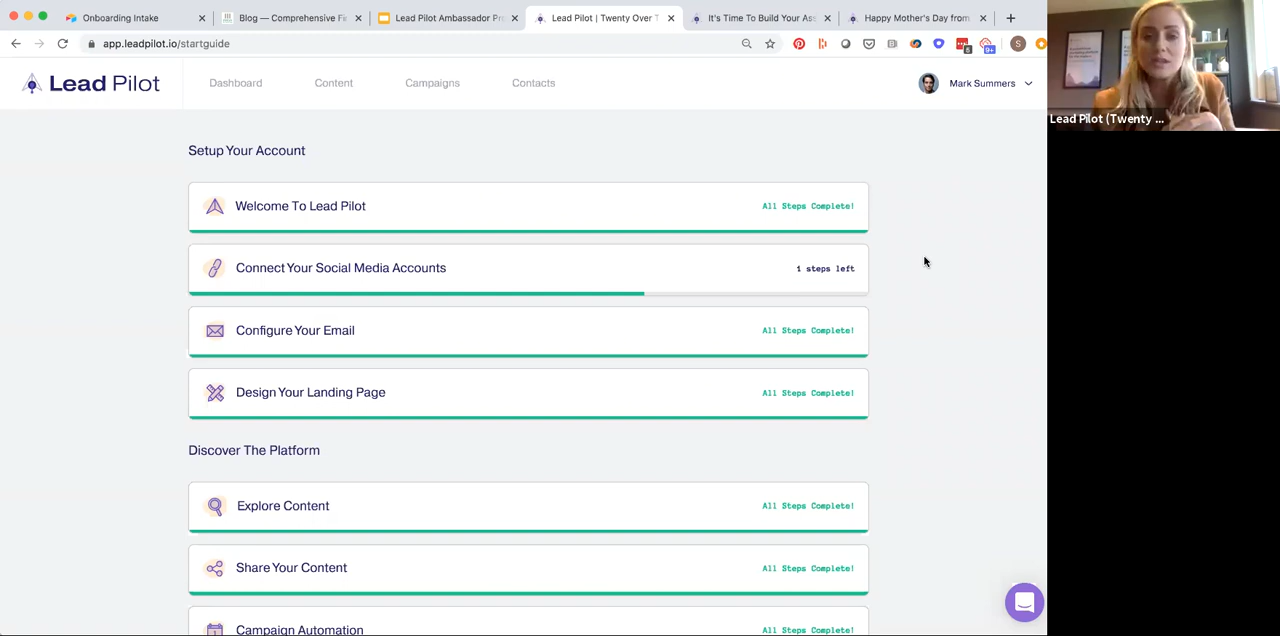 Onboarding Intake
Blog — Comprehensive Fi
Lead Pilot Ambassador Pr
Lead Pilot | Twenty Over T
It's Time To Build Your Ass
Happy Mother's Day from
app.leadpilot.io/startguide
6
9+
S
Lead Pilot
Dashboard
Content
Campaigns
Contacts
Mark Summers
Lead Pilot (Twenty ...
Setup Your Account
Welcome To Lead Pilot
All Steps Complete!
Connect Your Social Media Accounts
1 steps left
Configure Your Email
All Steps Complete!
Design Your Landing Page
All Steps Complete!
Discover The Platform
Explore Content
All Steps Complete!
Share Your Content
All Steps Complete!
Campaign Automation
All Steps Complete!